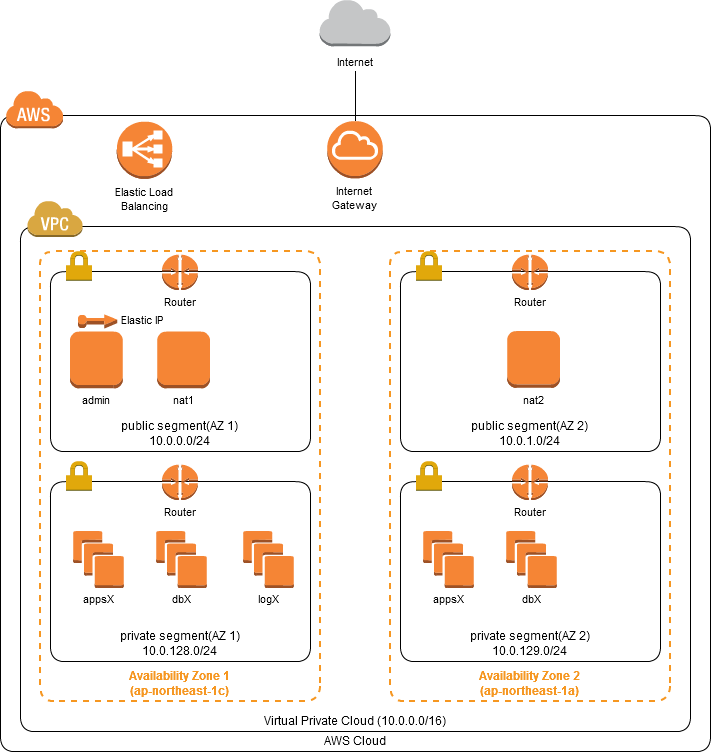 Internet
AWS
Elastic Load
Balancing
Internet
Gateway
VPC
Router
Elastic IP
admin
nat1
public segment(AZ 1)
10.0.0.0/24
Router
nat2
public segment(AZ 2)
10.0.1.0/24
Router
appsX
dbX
logX
private segment(AZ 1)
10.0.128.0/24
Availability Zone 1
(ap-northeast-1c)
Router
appsX
dbX
private segment(AZ 2)
10.0.129.0/24
Availability Zone 2
(ap-northeast-1a)
Virtual Private Cloud (10.0.0.0/16)
AWS Cloud